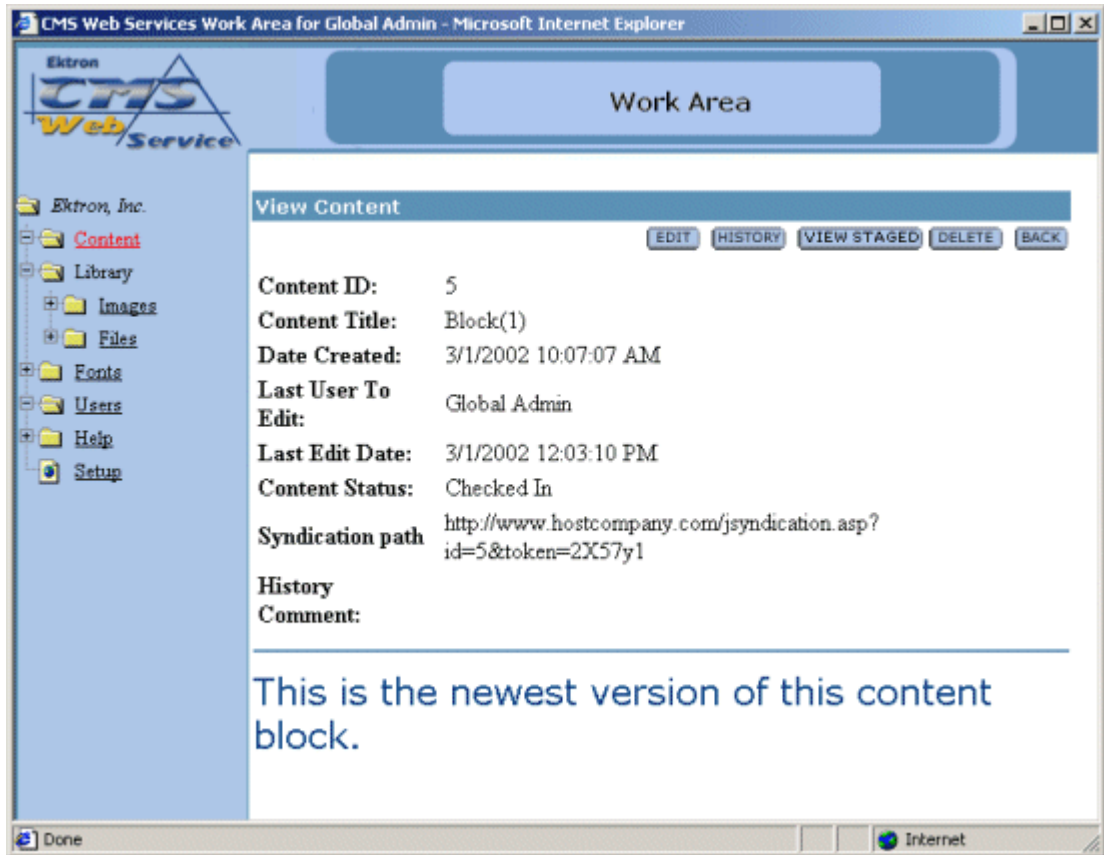 CMS Web Services Work Area for Global Admin - Microsoft Internet Explorer
Ektron
CMS
Web
Service
Work Area
Ektron, Inc.
Content
Library
Images
Files
Fonts
Users
Help
Setup
View Content
EDIT HISTORY VIEW STAGED DELETE BACK
Content ID: 5
Content Title: Block(1)
Date Created: 3/1/2002 10:07:07 AM
Last User To
Edit: Global Admin
Last Edit Date: 3/1/2002 12:03:10 PM
Content Status: Checked In
Syndication path http://www.hostcompany.com/jsyndication.asp?
id=5&token=2X57y1
History
Comment:
This is the newest version of this content
block.
Done Internet